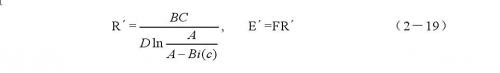 R´ = BC / (D ln (A / (A − Bi(c)))), E´ =FR´ （2－19）